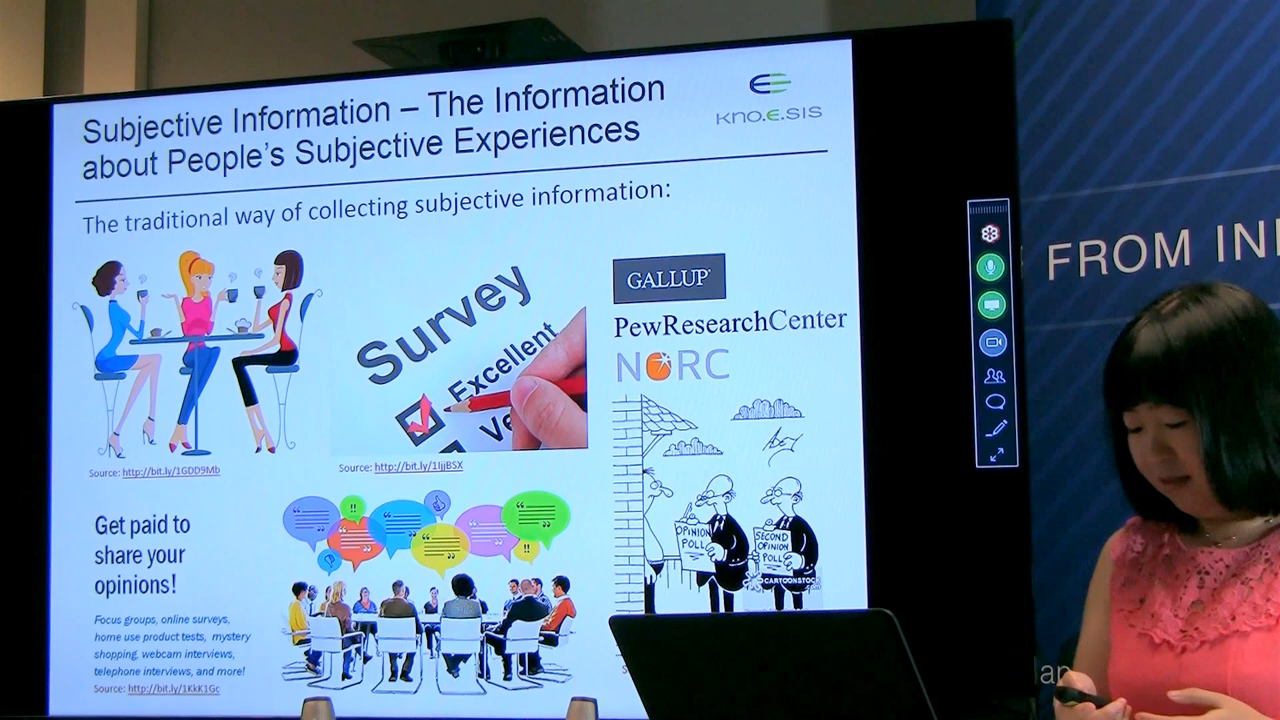 Subjective Information – The Information
about People's Subjective Experiences
kno.e.sis
The traditional way of collecting subjective information:
Survey
Excellent
Ve
GALLUP
PewResearchCenter
NORC
Source: http://bit.ly/1GDD9Mb
Source: http://bit.ly/1IjjBSX
OPINION
POLL
SECOND
OPINION
POLL
CARTOONSTOCK
Get paid to
share your
opinions!
Focus groups, online surveys,
home use product tests, mystery
shopping, webcam interviews,
telephone interviews, and more!
Source: http://bit.ly/1KkK1Gc
FROM IN